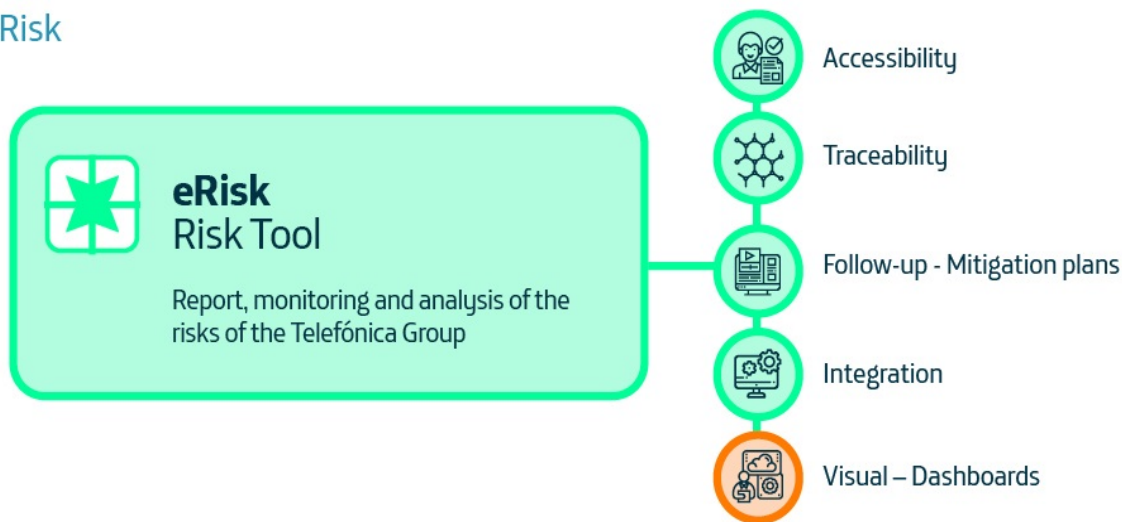 Risk
eRisk
Risk Tool
Report, monitoring and analysis of the
risks of the Telefónica Group
Accessibility
Traceability
Follow-up - Mitigation plans
Integration
Visual – Dashboards